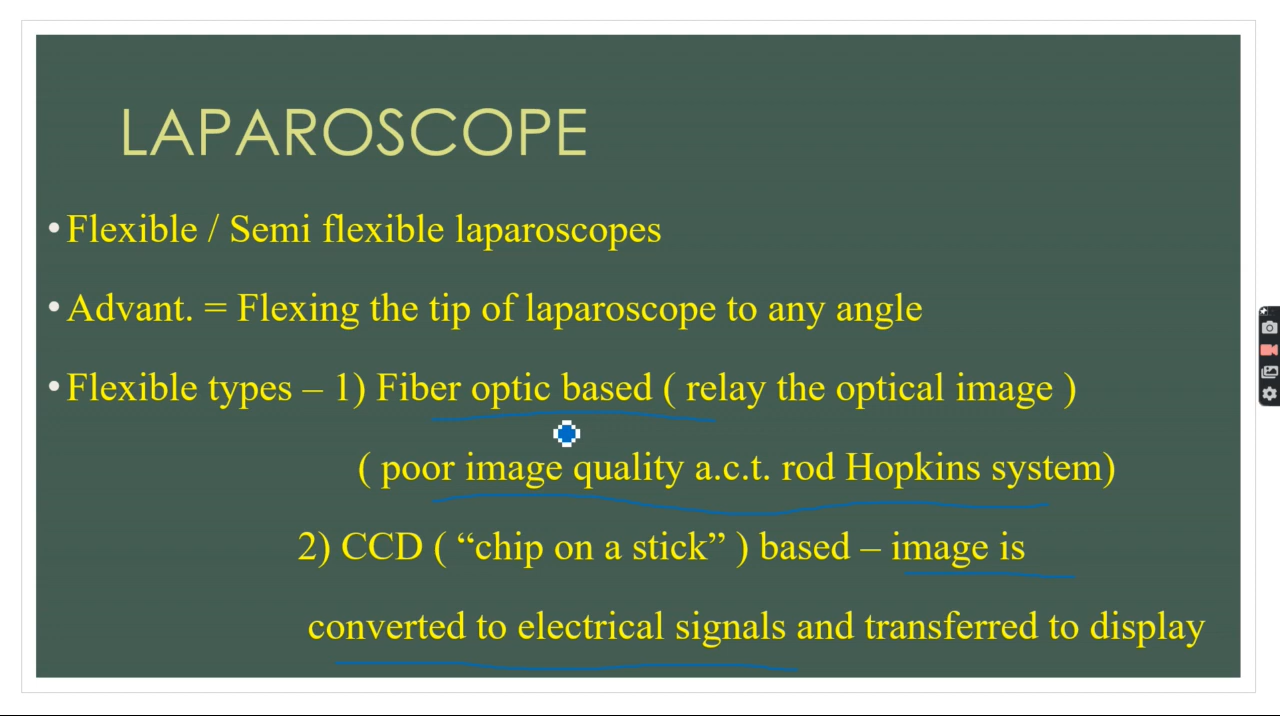 LAPAROSCOPE
•Flexible / Semi flexible laparoscopes
•Advant. = Flexing the tip of laparoscope to any angle
•Flexible types – 1) Fiber optic based ( relay the optical image )
( poor image quality a.c.t. rod Hopkins system)
2) CCD ( “chip on a stick” ) based – image is
converted to electrical signals and transferred to display